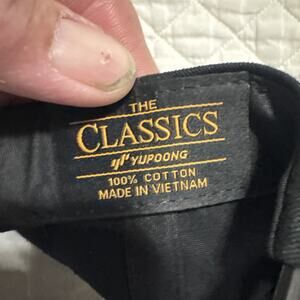 THE
CLASSICS
YUPOONG
100% COTTON
MADE IN VIETNAM